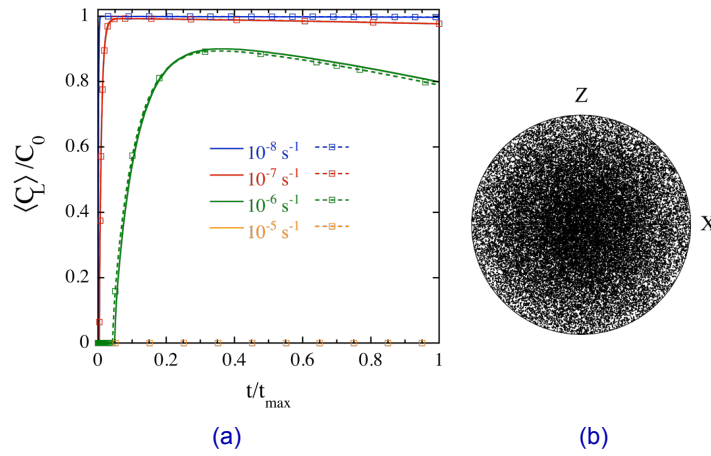 1
0.8
0.6
0.4
0.2
0
⟨C_L⟩/C_0
10^-8 s^-1
10^-7 s^-1
10^-6 s^-1
10^-5 s^-1
0 0.2 0.4 0.6 0.8 1
t/t_max
Z
X
(a) (b)